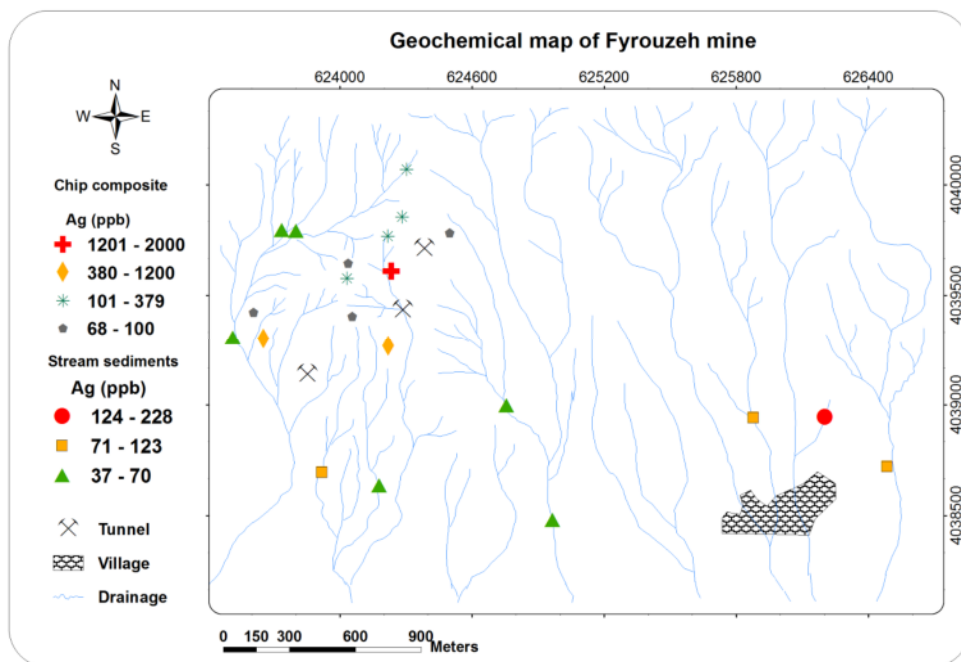 Geochemical map of Fyrouzeh mine
624000 624600 625200 625800 626400
N
W E
S
Chip composite
Ag (ppb)
1201 - 2000
380 - 1200
101 - 379
68 - 100
Stream sediments
Ag (ppb)
124 - 228
71 - 123
37 - 70
Tunnel
Village
Drainage
4040000
4039500
4039000
4038500
0 150 300 600 900
Meters